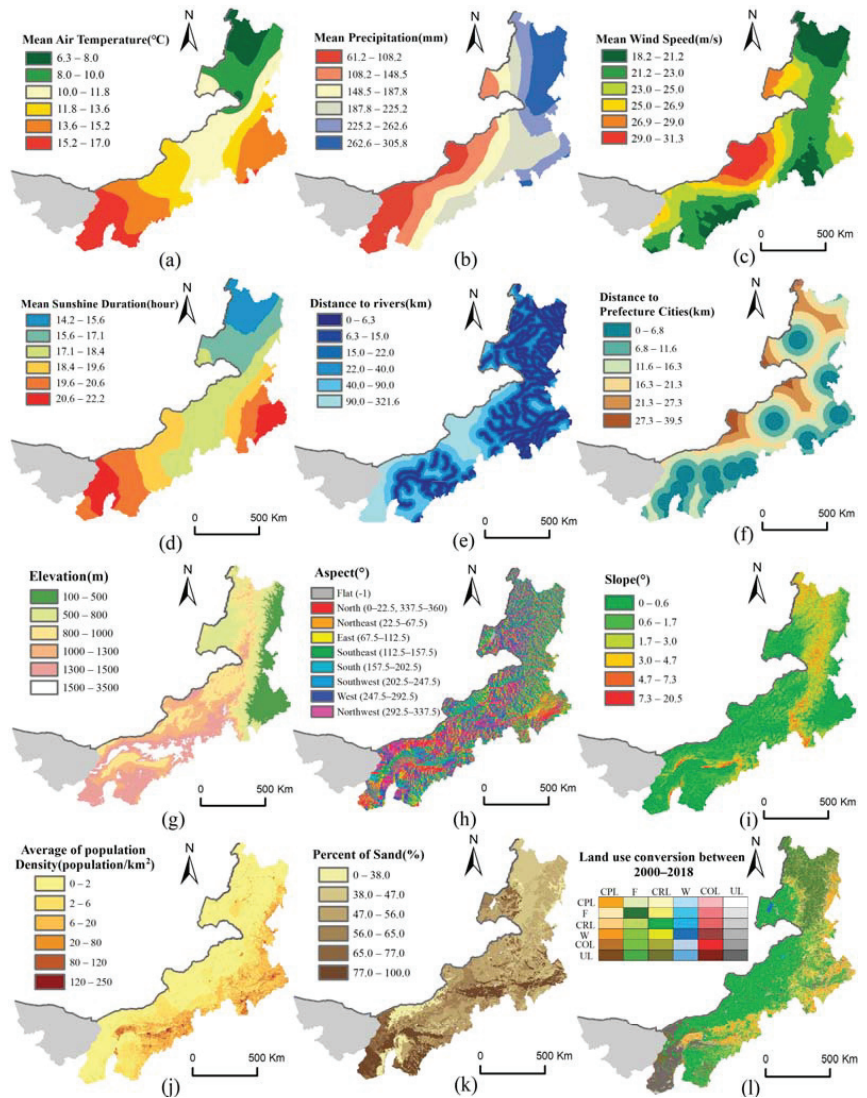 N
Mean Air Temperature(°C)
6.3 – 8.0
8.0 – 10.0
10.0 – 11.8
11.8 – 13.6
13.6 – 15.2
15.2 – 17.0
(a)
N
Mean Precipitation(mm)
61.2 – 108.2
108.2 – 148.5
148.5 – 187.8
187.8 – 225.2
225.2 – 262.6
262.6 – 305.8
(b)
N
Mean Wind Speed(m/s)
18.2 – 21.2
21.2 – 23.0
23.0 – 25.0
25.0 – 26.9
26.9 – 29.0
29.0 – 31.3
0 500 Km
(c)
N
Mean Sunshine Duration(hour)
14.2 – 15.6
15.6 – 17.1
17.1 – 18.4
18.4 – 19.6
19.6 – 20.6
20.6 – 22.2
0 500 Km
(d)
N
Distance to rivers(km)
0 – 6.3
6.3 – 15.0
15.0 – 22.0
22.0 – 40.0
40.0 – 90.0
90.0 – 321.6
0 500 Km
(e)
N
Distance to
Prefecture Cities(km)
0 – 6.8
6.8 – 11.6
11.6 – 16.3
16.3 – 21.3
21.3 – 27.3
27.3 – 39.5
0 500 Km
(f)
N
Elevation(m)
100 – 500
500 – 800
800 – 1000
1000 – 1300
1300 – 1500
1500 – 3500
0 500 Km
(g)
N
Aspect(°)
Flat (-1)
North (0–22.5, 337.5–360)
Northeast (22.5–67.5)
East (67.5–112.5)
Southeast (112.5–157.5)
South (157.5–202.5)
Southwest (202.5–247.5)
West (247.5–292.5)
Northwest (292.5–337.5)
0 500 Km
(h)
N
Slope(°)
0 – 0.6
0.6 – 1.7
1.7 – 3.0
3.0 – 4.7
4.7 – 7.3
7.3 – 20.5
0 500 Km
(i)
N
Average of population
Density(population/km²)
0 – 2
2 – 6
6 – 20
20 – 80
80 – 120
120 – 250
0 500 Km
(j)
N
Percent of Sand(%)
0 – 38.0
38.0 – 47.0
47.0 – 56.0
56.0 – 65.0
65.0 – 77.0
77.0 – 100.0
0 500 Km
(k)
N
Land use conversion between
2000–2018
CPL F CRL W COL UL
CPL
F
CRL
W
COL
UL
0 500 Km
(l)